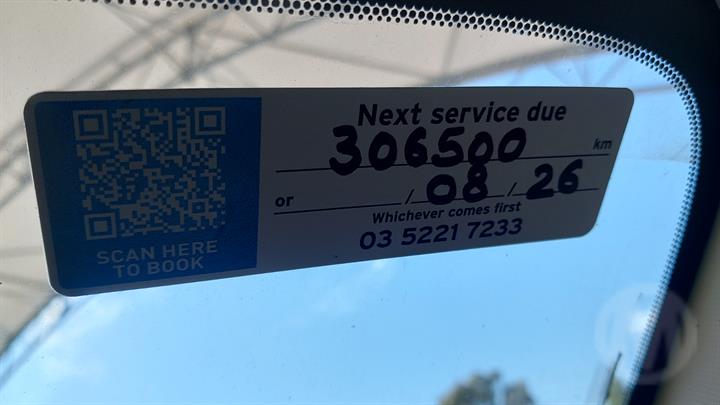 Next service due
306500 km
or / 08 / 26
Whichever comes first
03 5221 7233
SCAN HERE
TO BOOK